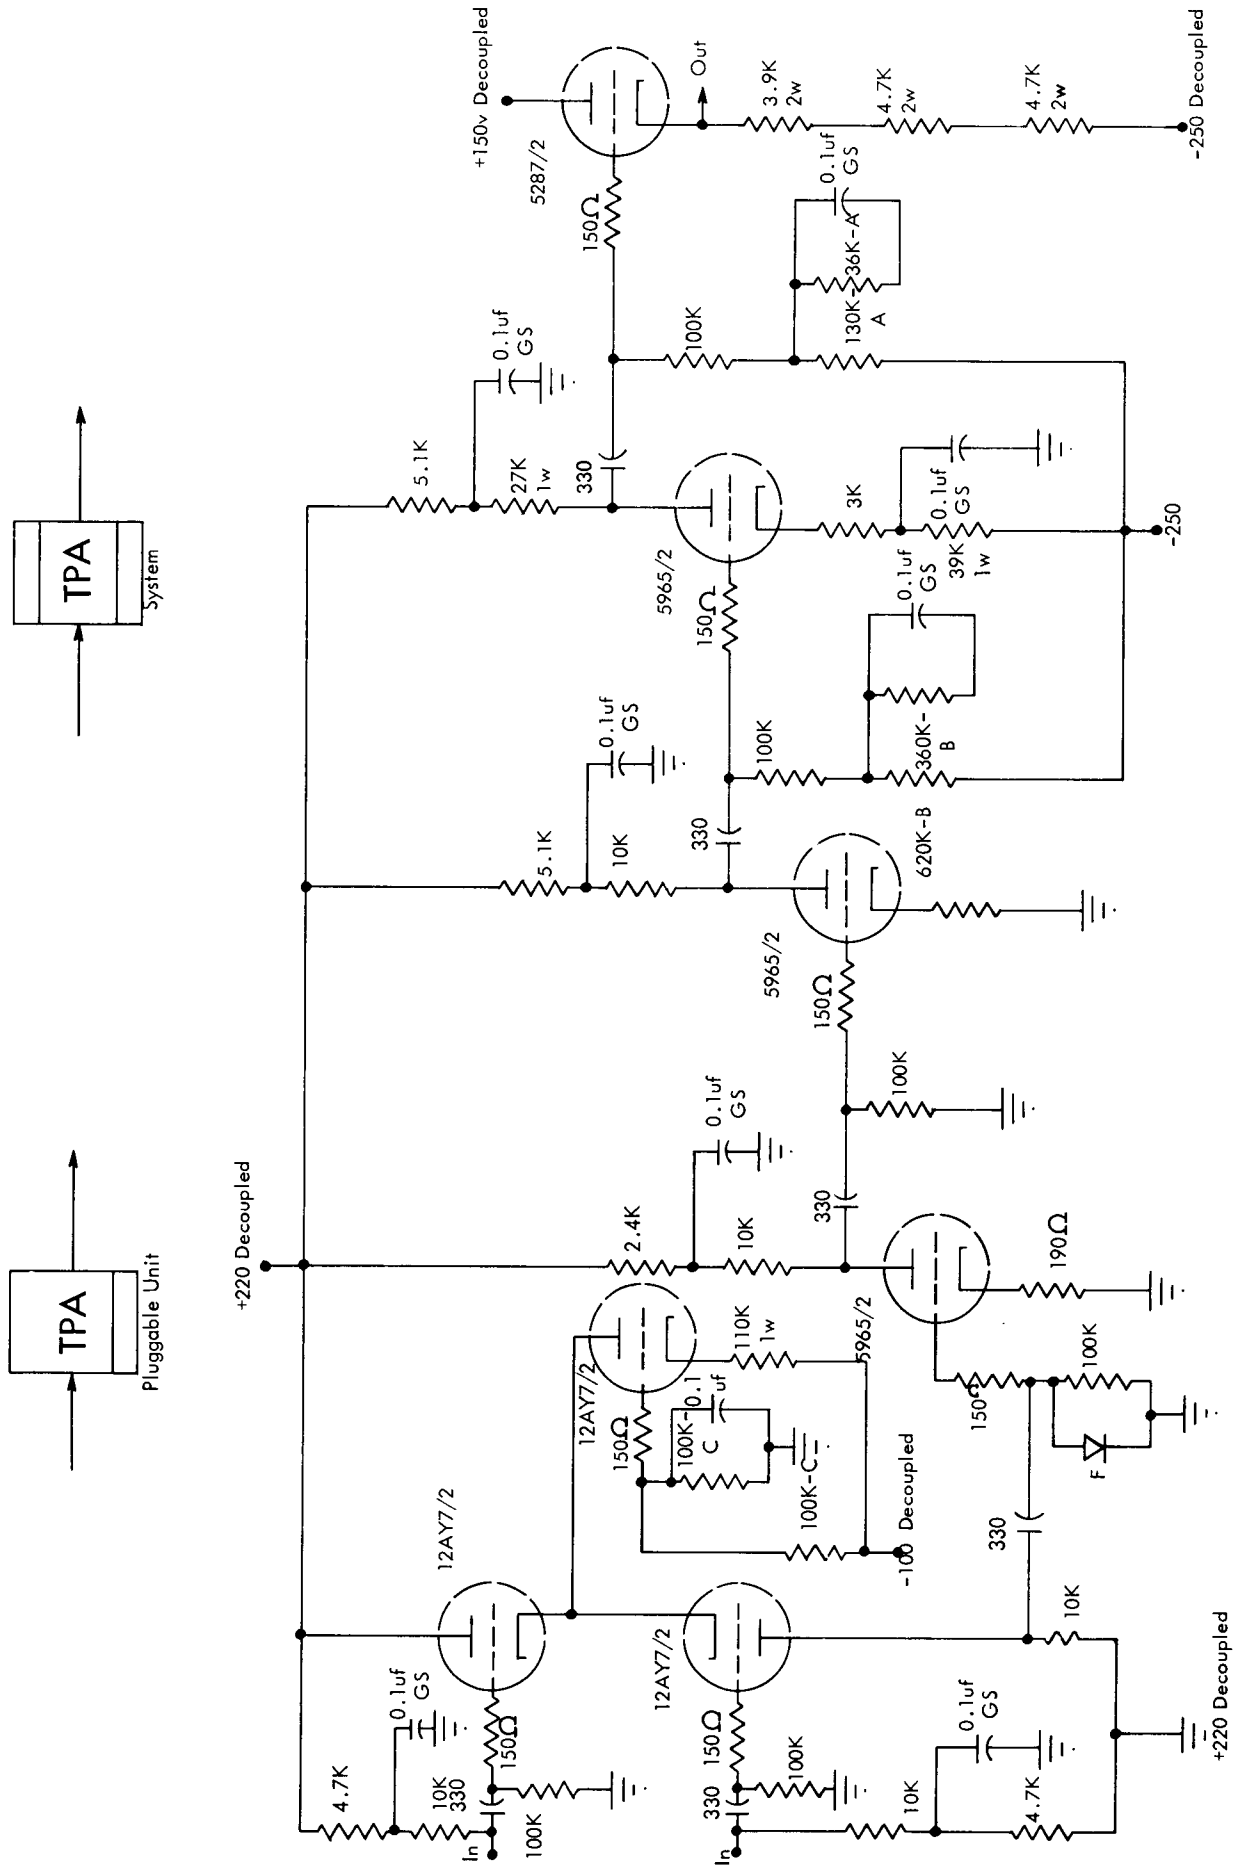 TPA
Pluggable Unit
TPA
System
+220 Decoupled
+150v Decoupled
5287/2
150Ω
Out
3.9K
2w
4.7K
2w
4.7K
2w
-250 Decoupled
0.1uf
GS
36K-A
130K-
A
100K
0.1uf
GS
5.1K
27K
1w
330
5965/2
150Ω
3K
0.1uf
GS
39K
1w
-250
0.1uf
GS
360K-
B
620K-B
100K
0.1uf
GS
5.1K
10K
330
5965/2
150Ω
100K
0.1uf
GS
2.4K
10K
330
5965/2
190Ω
150Ω
100K
F
330
12AY7/2
150Ω
110K
1w
100K-
C
0.1
uf
100K-C
-100 Decoupled
12AY7/2
12AY7/2
0.1uf
GS
4.7K
10K
330
150Ω
100K
In
150Ω
330
100K
In
10K
0.1uf
GS
4.7K
10K
+220 Decoupled